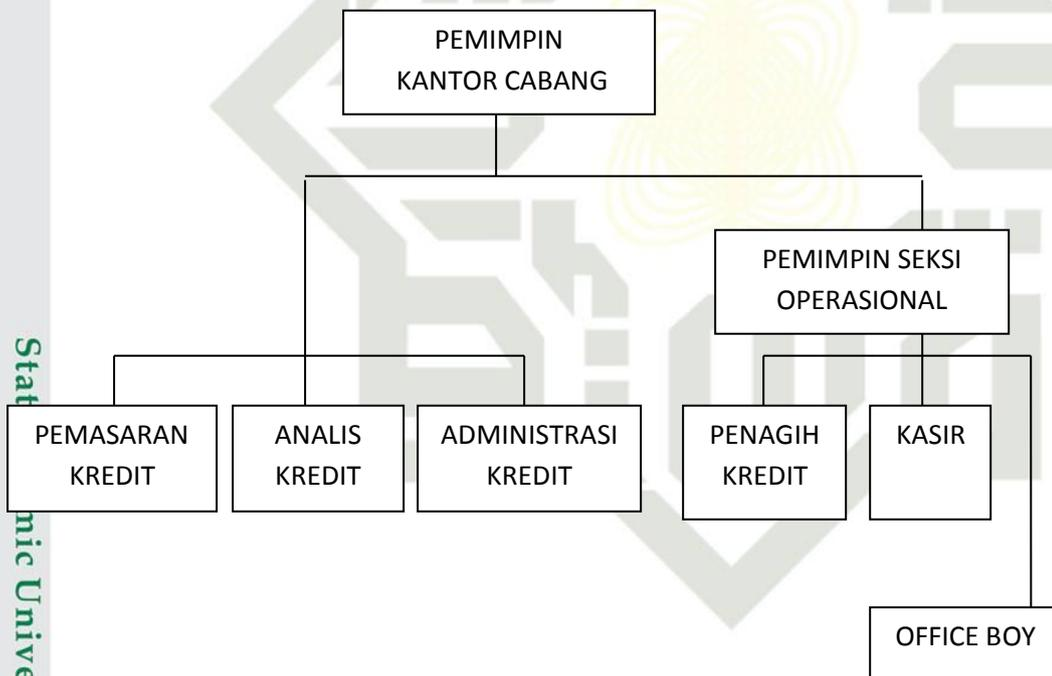 PEMIMPIN
KANTOR CABANG
PEMIMPIN SEKSI
OPERASIONAL
PEMASARAN
KREDIT
ANALIS
KREDIT
ADMINISTRASI
KREDIT
PENAGIH
KREDIT
KASIR
OFFICE BOY